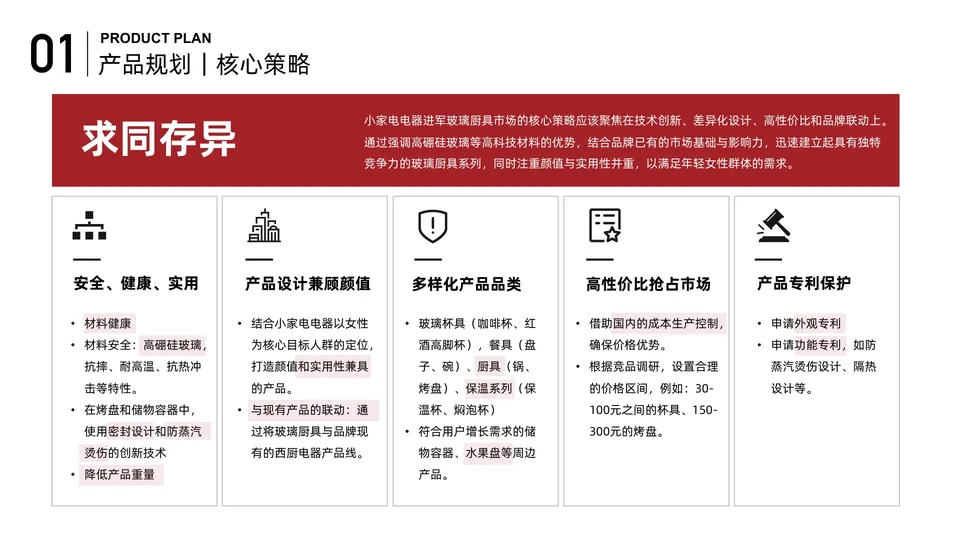 01
PRODUCT PLAN
产品规划｜核心策略
求同存异
小家电电器进军玻璃厨具市场的核心策略应该聚焦在技术创新、差异化设计、高性价比和品牌联动上。
通过强调高硼硅玻璃等高科技材料的优势，结合品牌已有的市场基础与影响力，迅速建立起具有独特
竞争力的玻璃厨具系列，同时注重颜值与实用性并重，以满足年轻女性群体的需求。
安全、健康、实用
• 材料健康
• 材料安全：高硼硅玻璃，
抗摔、耐高温、抗热冲
击等特性。
• 在烤盘和储物容器中，
使用密封设计和防蒸汽
烫伤的创新技术
• 降低产品重量
产品设计兼顾颜值
• 结合小家电电器以女性
为核心目标人群的定位，
打造颜值和实用性兼具
的产品。
• 与现有产品的联动：通
过将玻璃厨具与品牌现
有的西厨电器产品线。
多样化产品品类
• 玻璃杯具（咖啡杯、红
酒高脚杯），餐具（盘
子、碗）、厨具（锅、
烤盘）、保温系列（保
温杯、焖泡杯）
• 符合用户增长需求的储
物容器、水果盘等周边
产品。
高性价比抢占市场
• 借助国内的成本生产控制，
确保价格优势。
• 根据竞品调研，设置合理
的价格区间，例如：30-
100元之间的杯具、150-
300元的烤盘。
产品专利保护
• 申请外观专利
• 申请功能专利，如防
蒸汽烫伤设计、隔热
设计等。